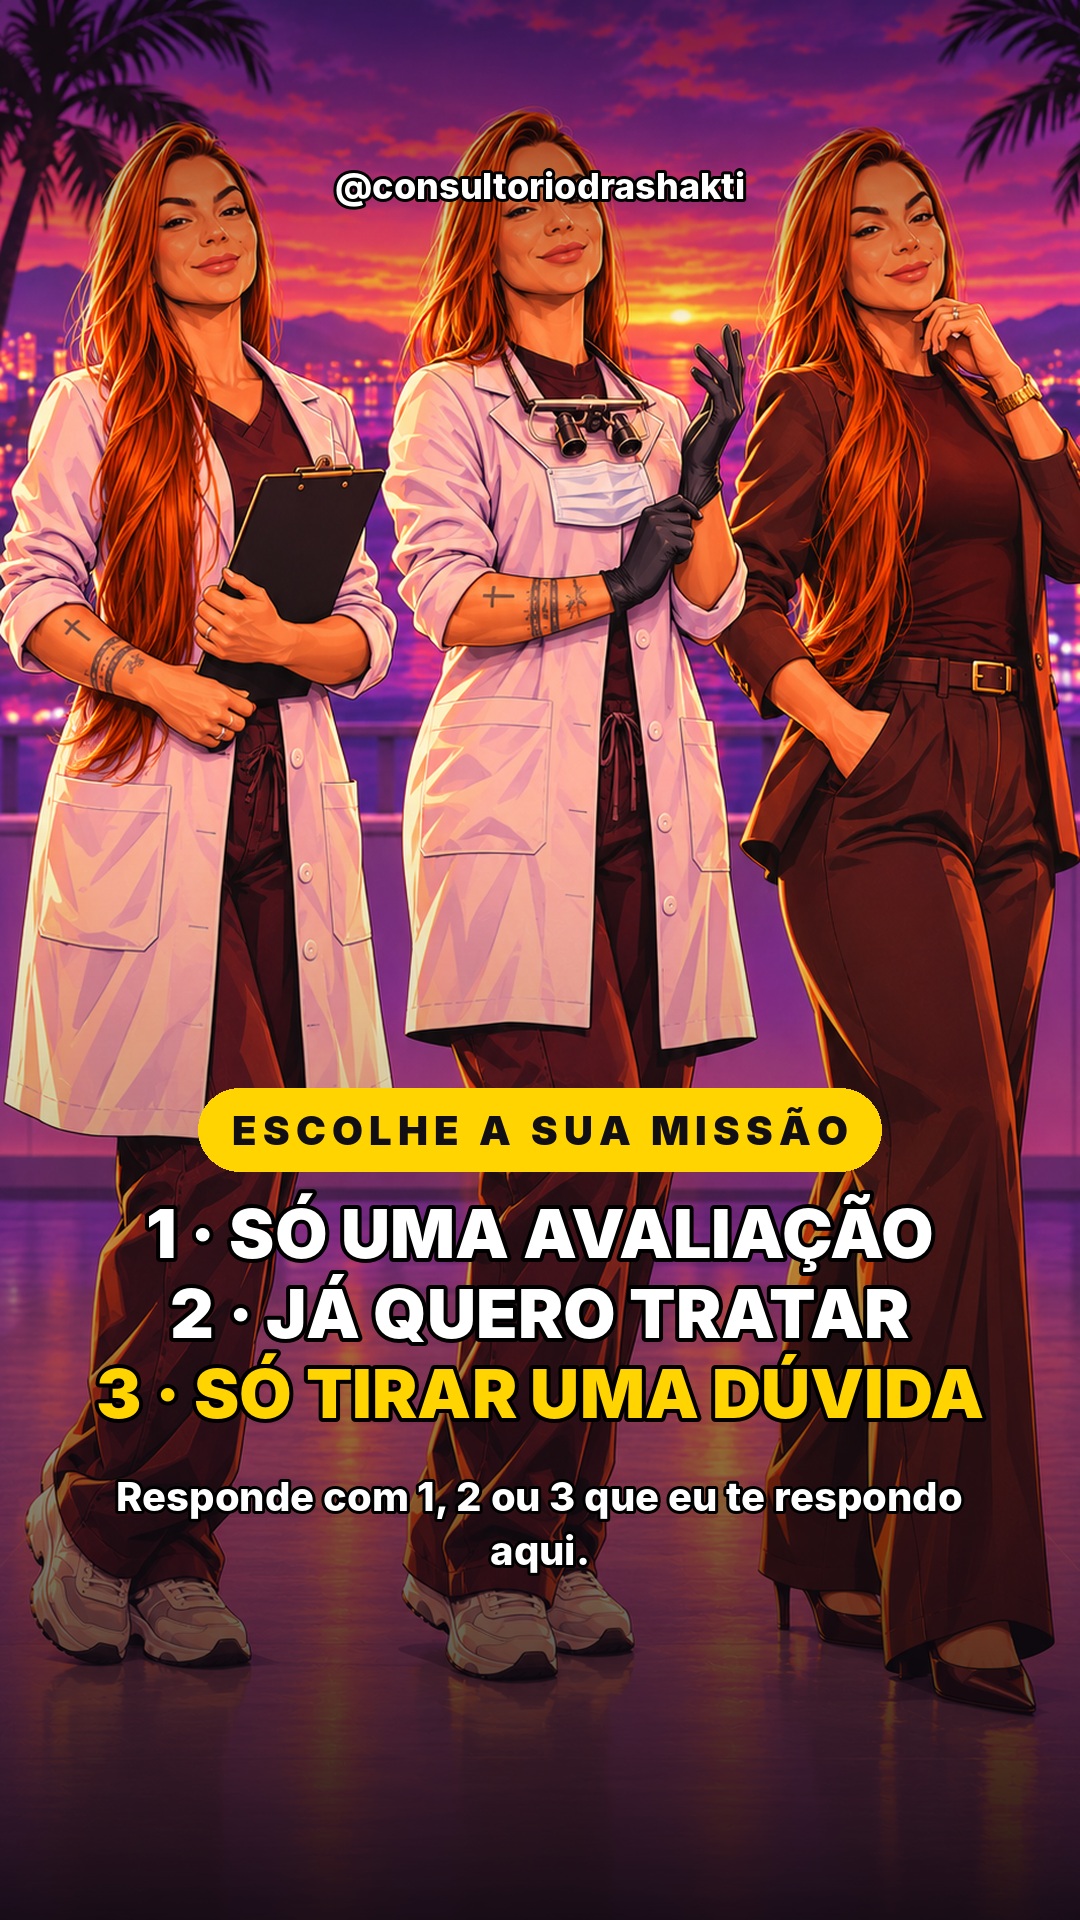 @consultoriodrashakti
ESCOLHE A SUA MISSÃO
1 · SÓ UMA AVALIAÇÃO
2 · JÁ QUERO TRATAR
3 · SÓ TIRAR UMA DÚVIDA
Responde com 1, 2 ou 3 que eu te respondo
aqui.